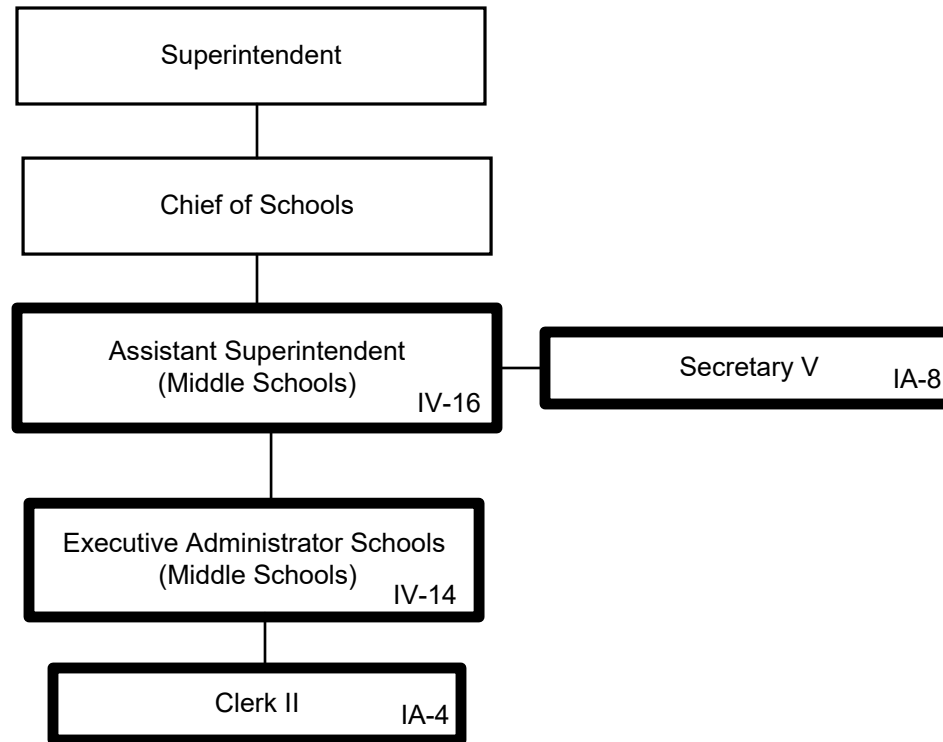 Superintendent
Chief of Schools
Assistant Superintendent
(Middle Schools)
IV-16
Secretary V
IA-8
Executive Administrator Schools
(Middle Schools)
IV-14
Clerk II
IA-4